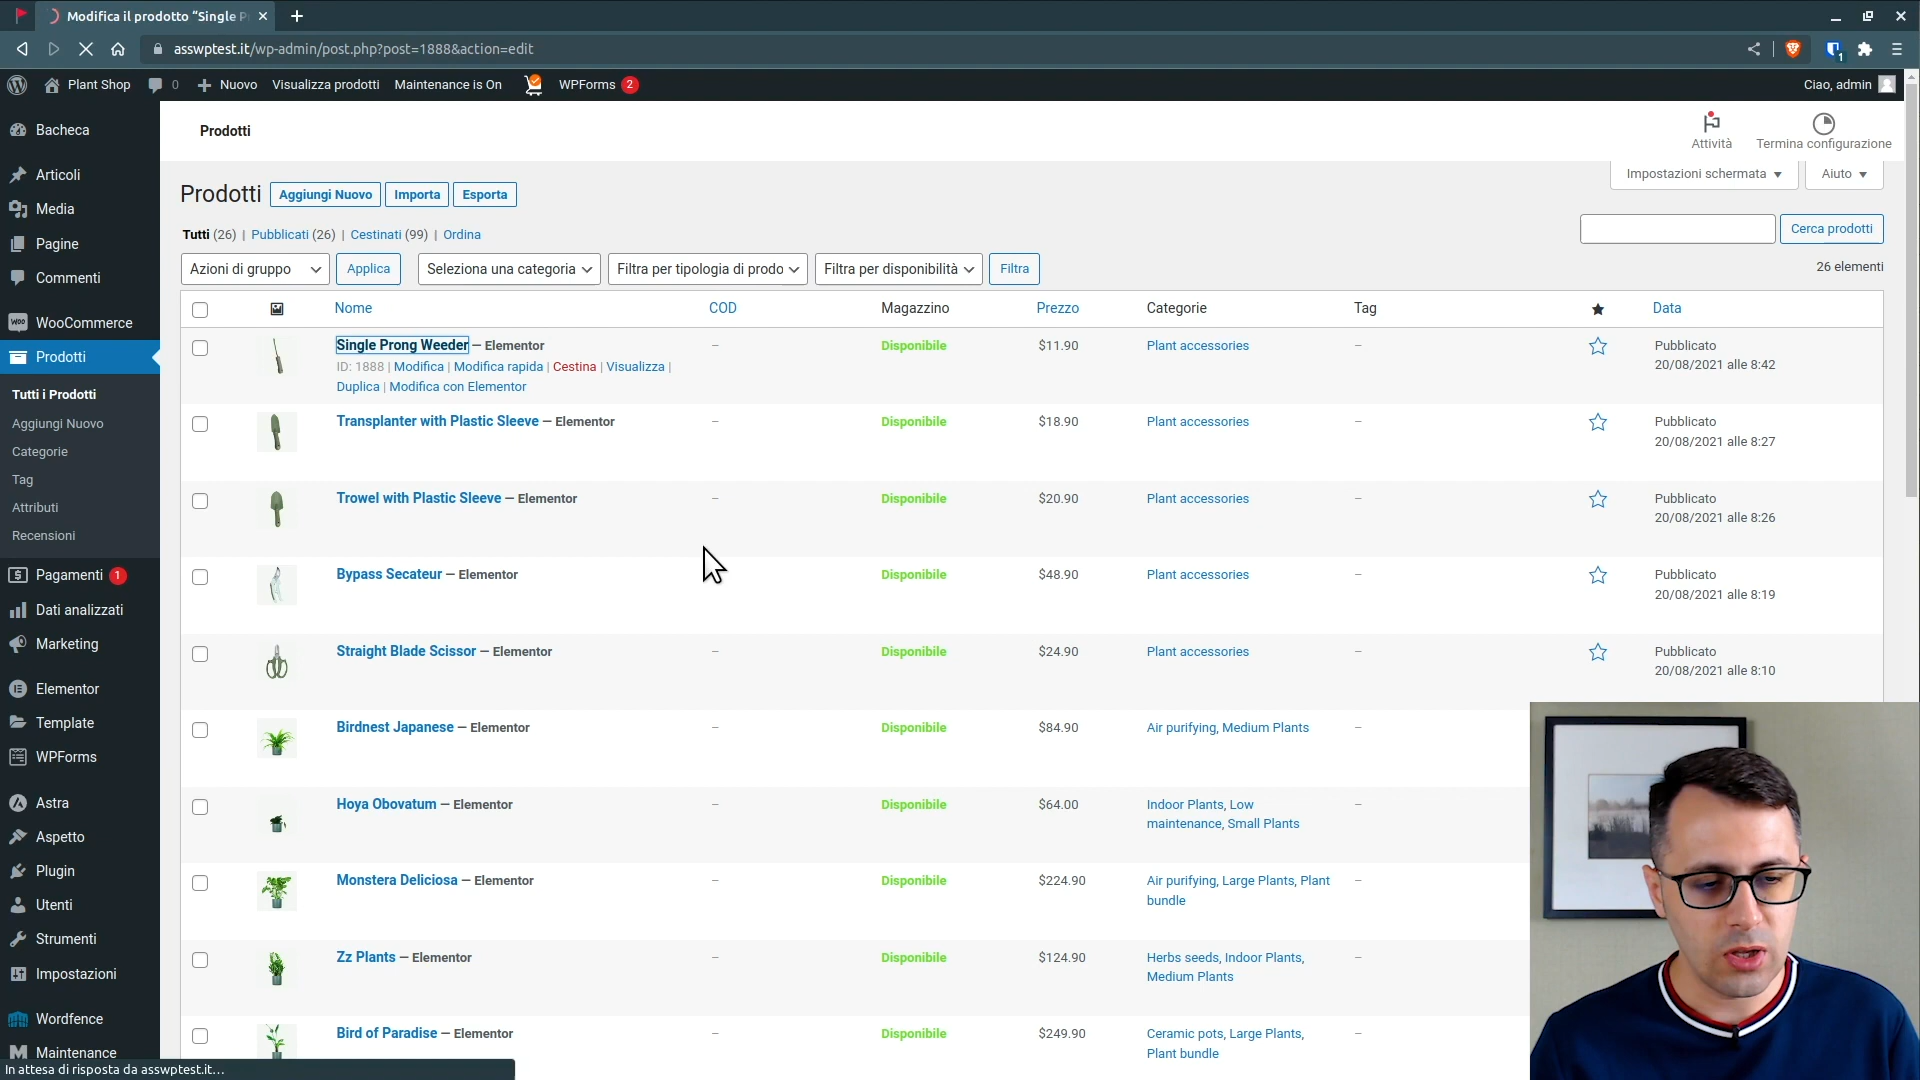 Modifica il prodotto "Single P
asswptest.it/wp-admin/post.php?post=1888&action=edit
1
Plant Shop
0
Nuovo
Visualizza prodotti
Maintenance is On
WPForms
2
Ciao, admin
Bacheca
Articoli
Media
Pagine
Commenti
Woo
WooCommerce
Prodotti
Tutti i Prodotti
Aggiungi Nuovo
Categorie
Tag
Attributi
Recensioni
Pagamenti 1
Dati analizzati
Marketing
Elementor
Template
WPForms
Astra
Aspetto
Plugin
Utenti
Strumenti
Impostazioni
Wordfence
Maintenance
In attesa di risposta da asswptest.it...
Prodotti
Attività
Termina configurazione
Impostazioni schermata
Aiuto
Prodotti Aggiungi Nuovo Importa Esporta
Tutti (26) | Pubblicati (26) | Cestinati (99) | Ordina
Cerca prodotti
Azioni di gruppo Applica Seleziona una categoria Filtra per tipologia di prodo Filtra per disponibilità Filtra
26 elementi
Nome COD Magazzino Prezzo Categorie Tag Data
Single Prong Weeder — Elementor – Disponibile $11.90 Plant accessories – Pubblicato
20/08/2021 alle 8:42
ID: 1888 | Modifica | Modifica rapida | Cestina | Visualizza |
Duplica | Modifica con Elementor
Transplanter with Plastic Sleeve — Elementor – Disponibile $18.90 Plant accessories – Pubblicato
20/08/2021 alle 8:27
Trowel with Plastic Sleeve — Elementor – Disponibile $20.90 Plant accessories – Pubblicato
20/08/2021 alle 8:26
Bypass Secateur — Elementor – Disponibile $48.90 Plant accessories – Pubblicato
20/08/2021 alle 8:19
Straight Blade Scissor — Elementor – Disponibile $24.90 Plant accessories – Pubblicato
20/08/2021 alle 8:10
Birdnest Japanese — Elementor – Disponibile $84.90 Air purifying, Medium Plants –
Hoya Obovatum — Elementor – Disponibile $64.00 Indoor Plants, Low
maintenance, Small Plants –
Monstera Deliciosa — Elementor – Disponibile $224.90 Air purifying, Large Plants, Plant
bundle –
Zz Plants — Elementor – Disponibile $124.90 Herbs seeds, Indoor Plants,
Medium Plants –
Bird of Paradise — Elementor – Disponibile $249.90 Ceramic pots, Large Plants,
Plant bundle –